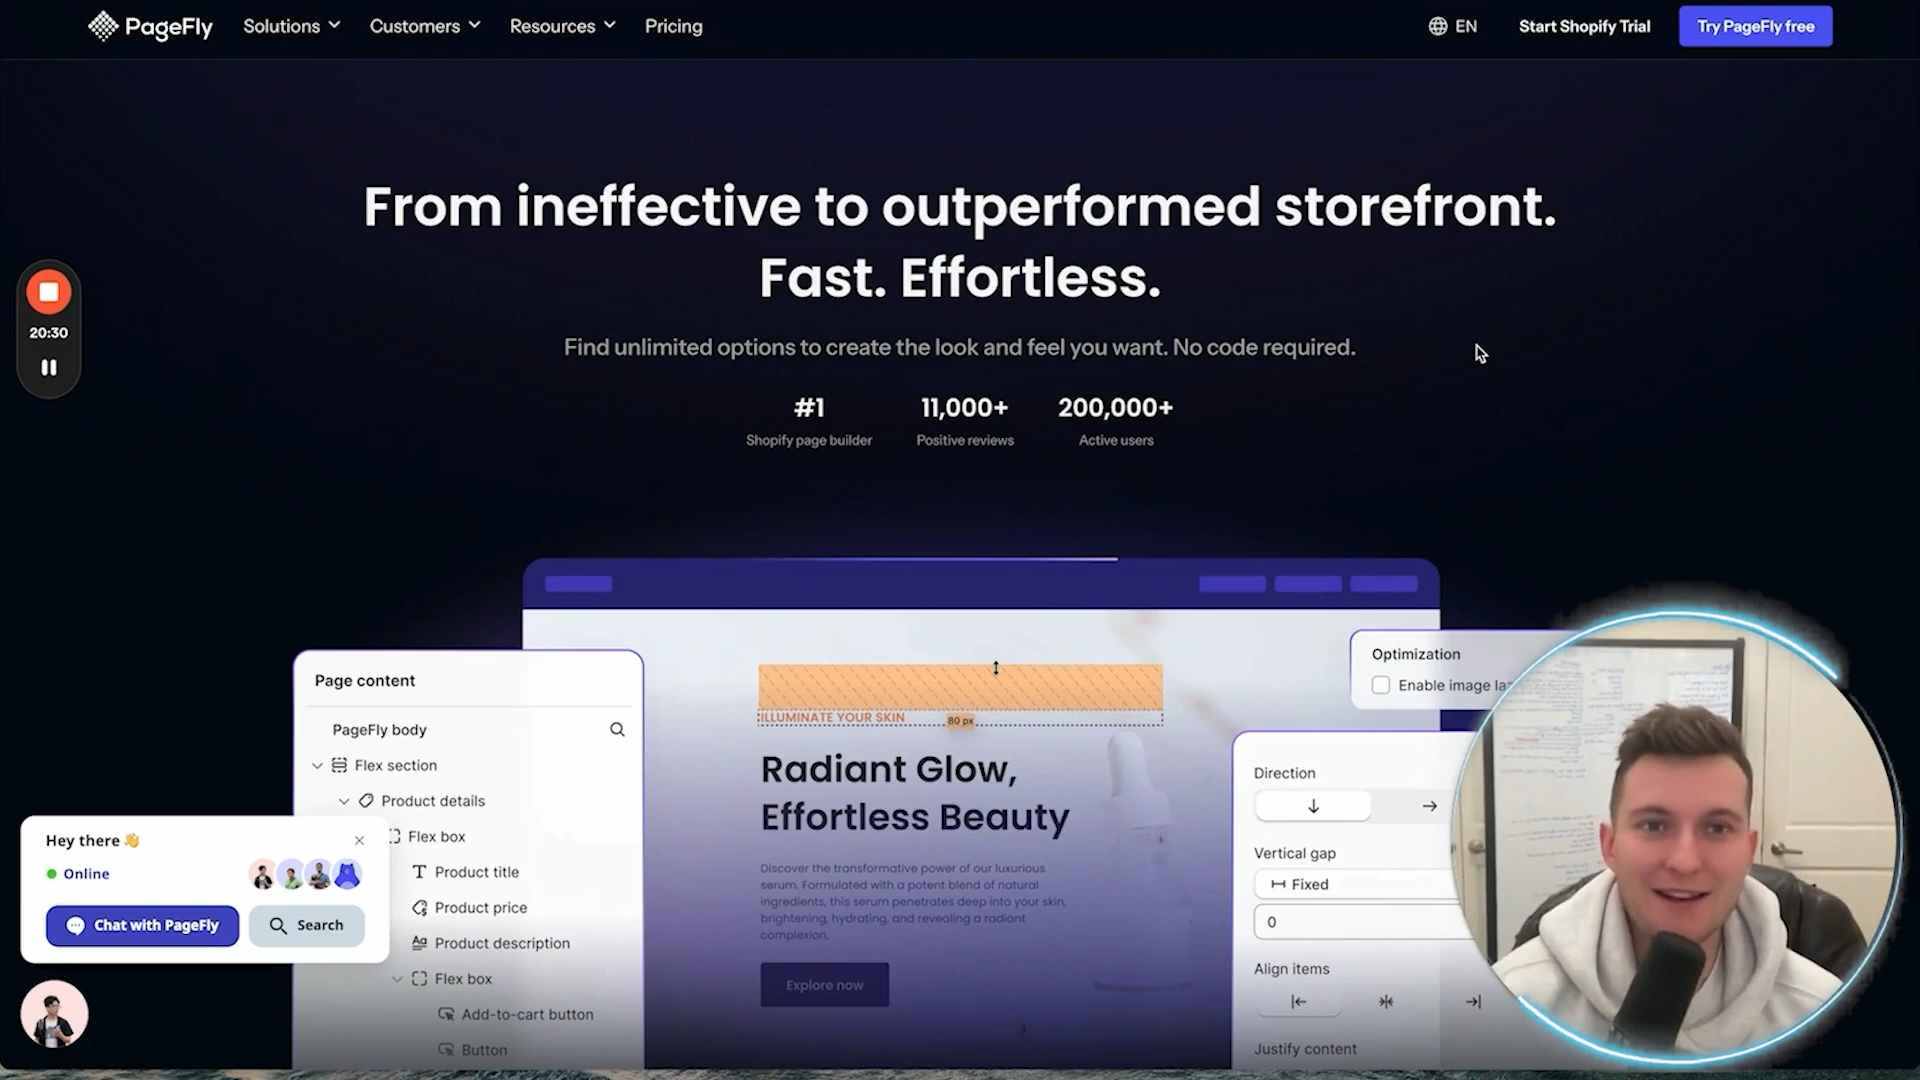 PageFly
Solutions
Customers
Resources
Pricing
EN
Start Shopify Trial
Try PageFly free
From ineffective to outperformed storefront.
Fast. Effortless.
Find unlimited options to create the look and feel you want. No code required.
#1
Shopify page builder
11,000+
Positive reviews
200,000+
Active users
20:30
Page content
PageFly body
Flex section
Product details
Flex box
Product title
Product price
Product description
Flex box
Add-to-cart button
Button
ILLUMINATE YOUR SKIN
80 px
Radiant Glow,
Effortless Beauty
Discover the transformative power of our luxurious
serum. Formulated with a potent blend of natural
ingredients, this serum penetrates deep into your skin,
brightening, hydrating, and revealing a radiant
complexion.
Explore now
Optimization
Enable image
Direction
Vertical gap
Fixed
0
Align items
Justify content
Hey there 👋
Online
Chat with PageFly
Search